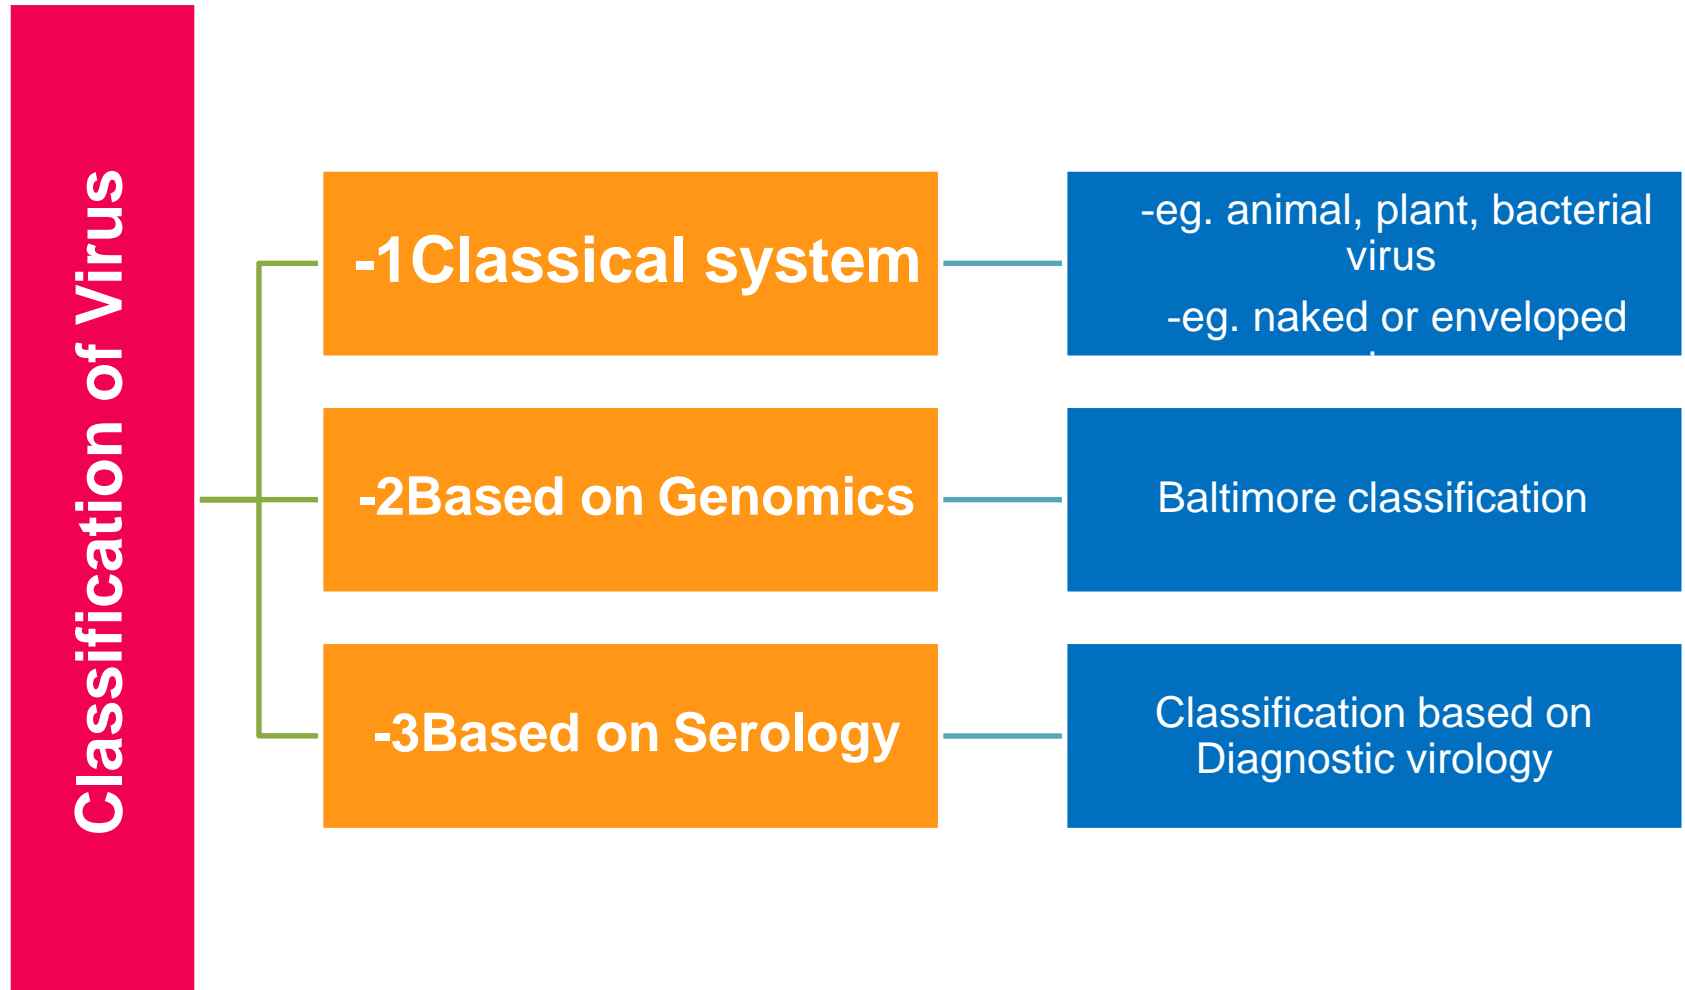 Classification of Virus
-1Classical system
-eg. animal, plant, bacterial
virus
-eg. naked or enveloped
-2Based on Genomics
Baltimore classification
-3Based on Serology
Classification based on
Diagnostic virology